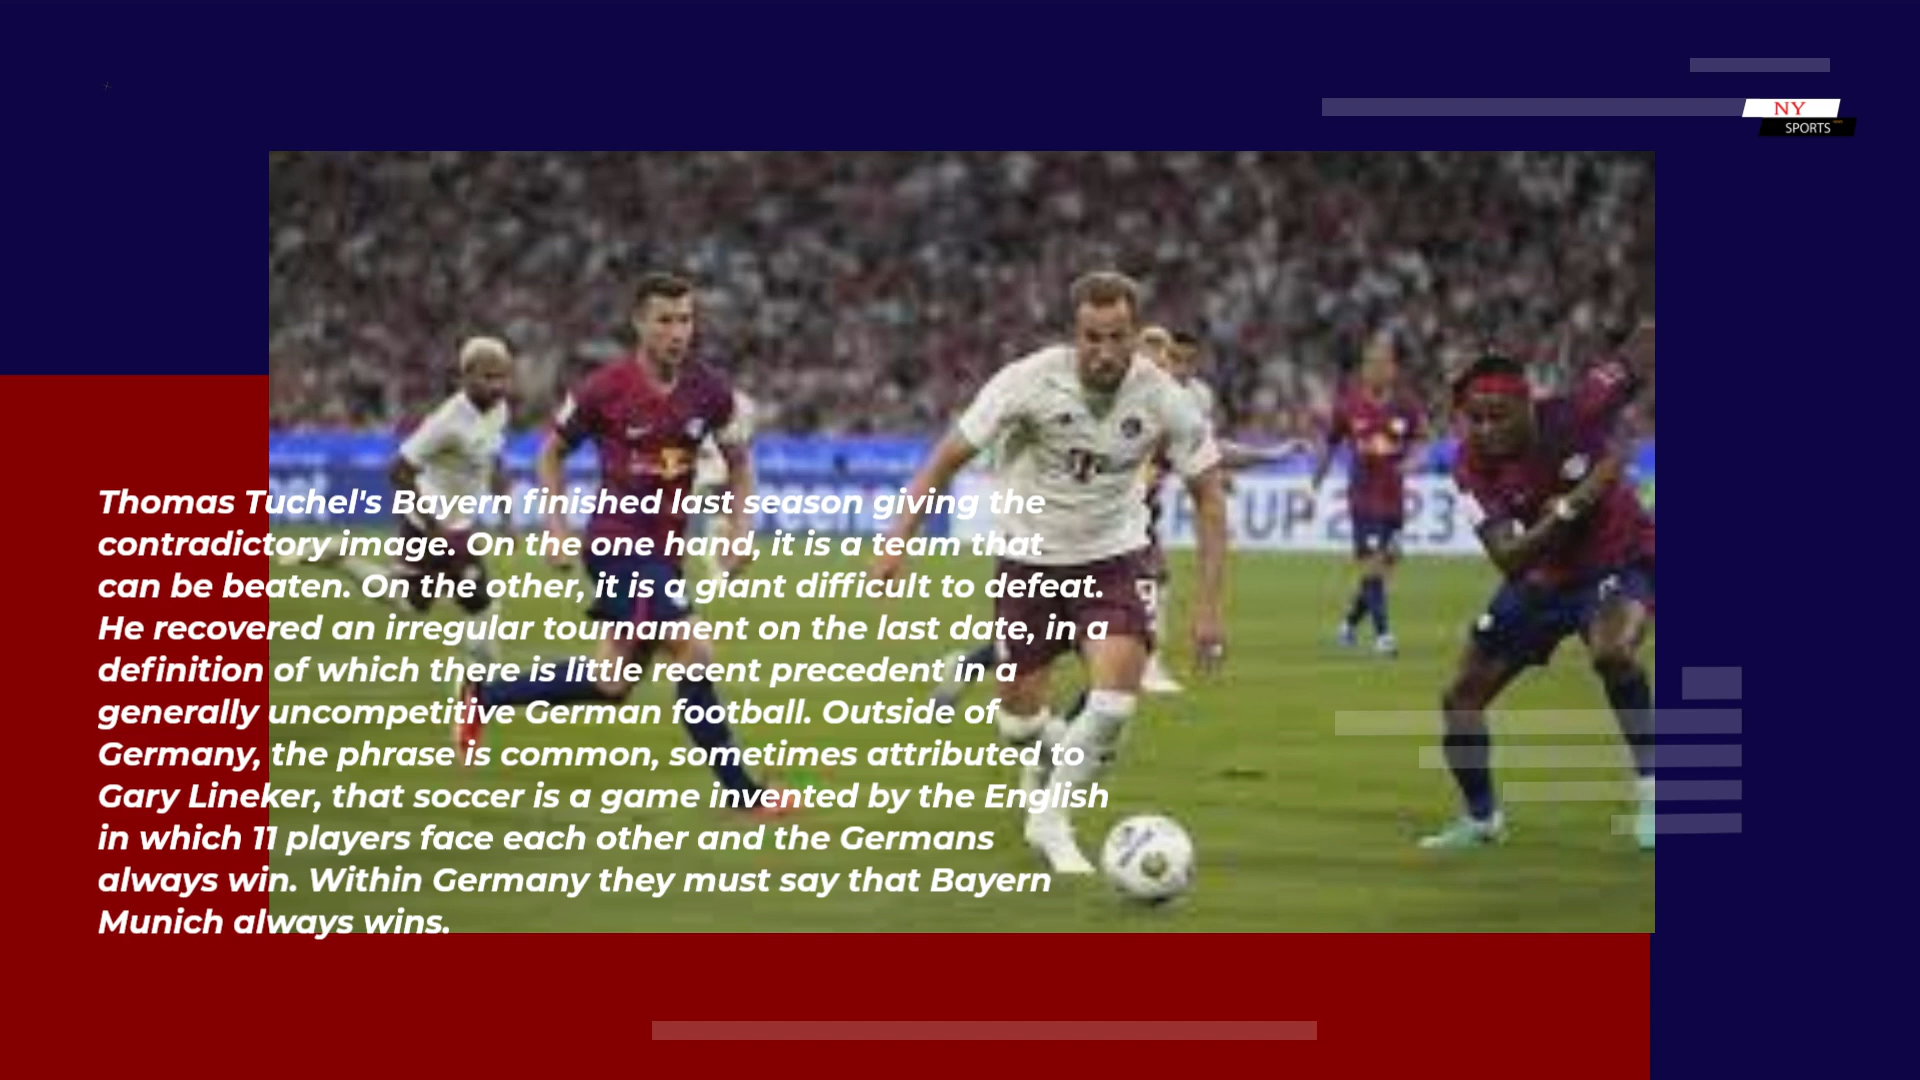 NY
SPORTS
CUP 2023
T
9
Thomas Tuchel's Bayern finished last season giving the
contradictory image. On the one hand, it is a team that
can be beaten. On the other, it is a giant difficult to defeat.
He recovered an irregular tournament on the last date, in a
definition of which there is little recent precedent in a
generally uncompetitive German football. Outside of
Germany, the phrase is common, sometimes attributed to
Gary Lineker, that soccer is a game invented by the English
in which 11 players face each other and the Germans
always win. Within Germany they must say that Bayern
Munich always wins.